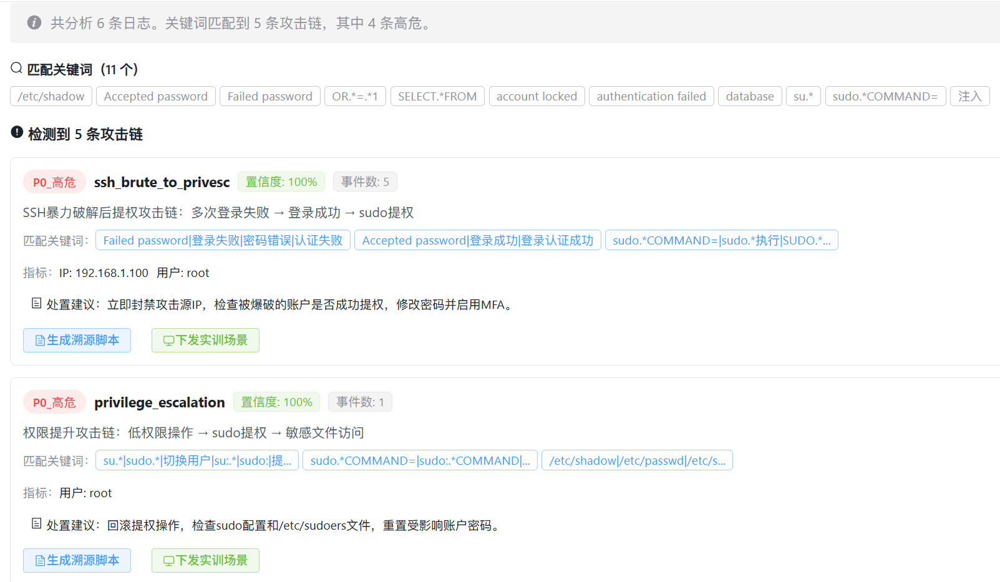 共分析 6 条日志。关键词匹配到 5 条攻击链，其中 4 条高危。
匹配关键词（11 个）
/etc/shadow Accepted password Failed password OR.*=.*1 SELECT.*FROM account locked authentication failed database su.* sudo.*COMMAND= 注入
检测到 5 条攻击链
P0_高危 ssh_brute_to_privesc 置信度: 100% 事件数: 5
SSH暴力破解后提权攻击链：多次登录失败 → 登录成功 → sudo提权
匹配关键词： Failed password|登录失败|密码错误|认证失败 Accepted password|登录成功|登录认证成功 sudo.*COMMAND=|sudo.*执行|SUDO.*...
指标： IP: 192.168.1.100 用户: root
处置建议：立即封禁攻击源IP，检查被爆破的账户是否成功提权，修改密码并启用MFA。
生成溯源脚本 下发实训场景
P0_高危 privilege_escalation 置信度: 100% 事件数: 1
权限提升攻击链：低权限操作 → sudo提权 → 敏感文件访问
匹配关键词： su.*|sudo.*|切换用户|su:.*|sudo:|提... sudo.*COMMAND=|sudo:.*COMMAND|... /etc/shadow|/etc/passwd|/etc/s...
指标： 用户: root
处置建议：回滚提权操作，检查sudo配置和/etc/sudoers文件，重置受影响账户密码。
生成溯源脚本 下发实训场景